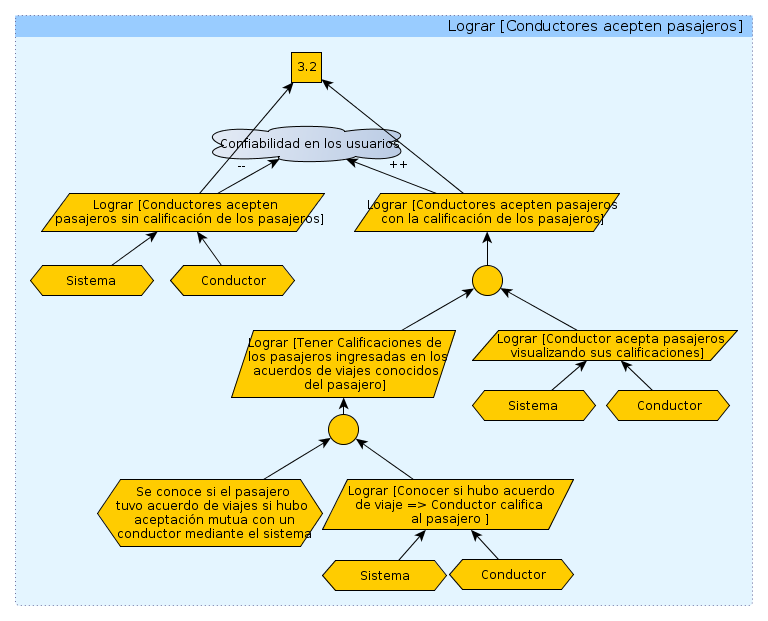 Lograr [Conductores acepten pasajeros]
3.2
Confiabilidad en los usuarios
--
++
Lograr [Conductores acepten
pasajeros sin calificación de los pasajeros]
Lograr [Conductores acepten pasajeros
con la calificación de los pasajeros]
Sistema
Conductor
Lograr [Tener Calificaciones de
los pasajeros ingresadas en los
acuerdos de viajes conocidos
del pasajero]
Lograr [Conductor acepta pasajeros
visualizando sus calificaciones]
Sistema
Conductor
Se conoce si el pasajero
tuvo acuerdo de viajes si hubo
aceptación mutua con un
conductor mediante el sistema
Lograr [Conocer si hubo acuerdo
de viaje => Conductor califica
al pasajero ]
Sistema
Conductor